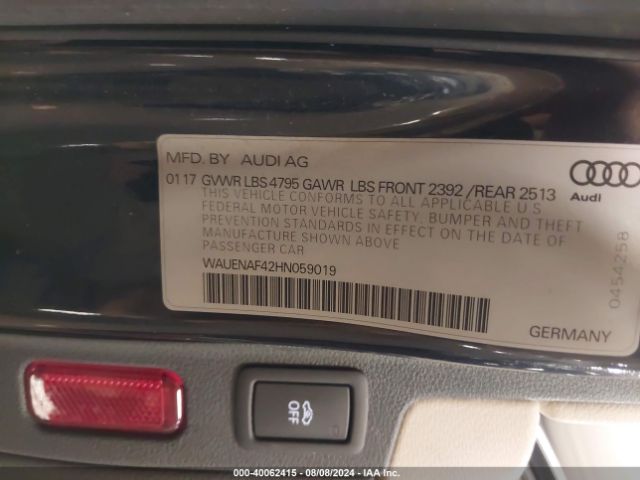 MFD. BY AUDI AG
0117 GVWR LBS 4795 GAWR LBS FRONT 2392 /REAR 2513
THIS VEHICLE CONFORMS TO ALL APPLICABLE U S
FEDERAL MOTOR VEHICLE SAFETY, BUMPER AND THEFT
PREVENTION STANDARDS IN EFFECT ON THE DATE OF
MANUFACTURE SHOWN ABOVE
PASSENGER CAR
WAUENAF42HN059019
Audi
0454258
GERMANY
OFF
000-40062415 - 08/08/2024 - IAA Inc.